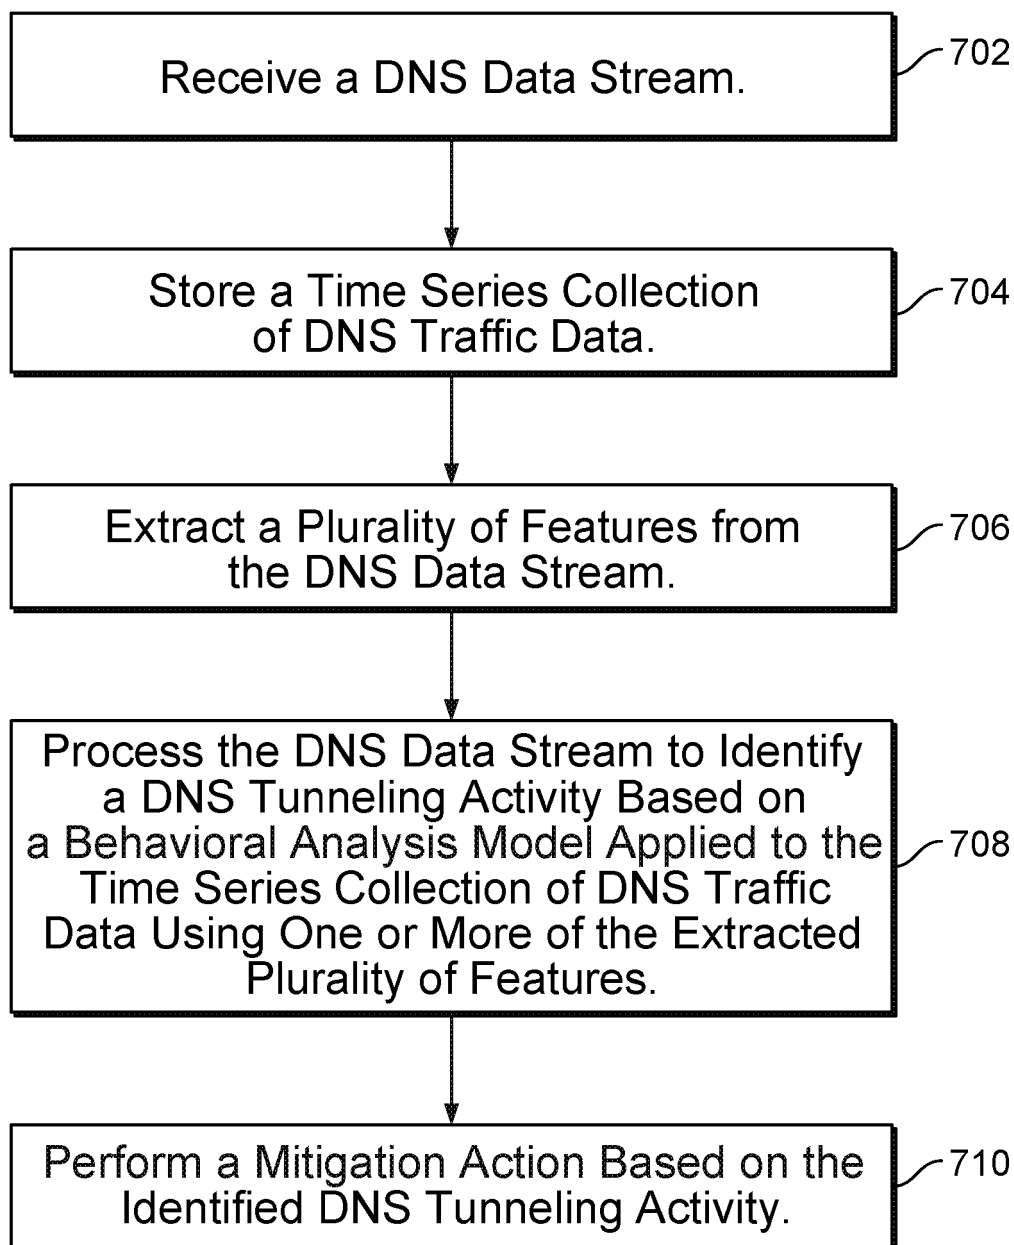 Receive a DNS Data Stream.
702
Store a Time Series Collection
of DNS Traffic Data.
704
Extract a Plurality of Features from
the DNS Data Stream.
706
Process the DNS Data Stream to Identify
a DNS Tunneling Activity Based on
a Behavioral Analysis Model Applied to the
Time Series Collection of DNS Traffic
Data Using One or More of the Extracted
Plurality of Features.
708
Perform a Mitigation Action Based on the
Identified DNS Tunneling Activity.
710